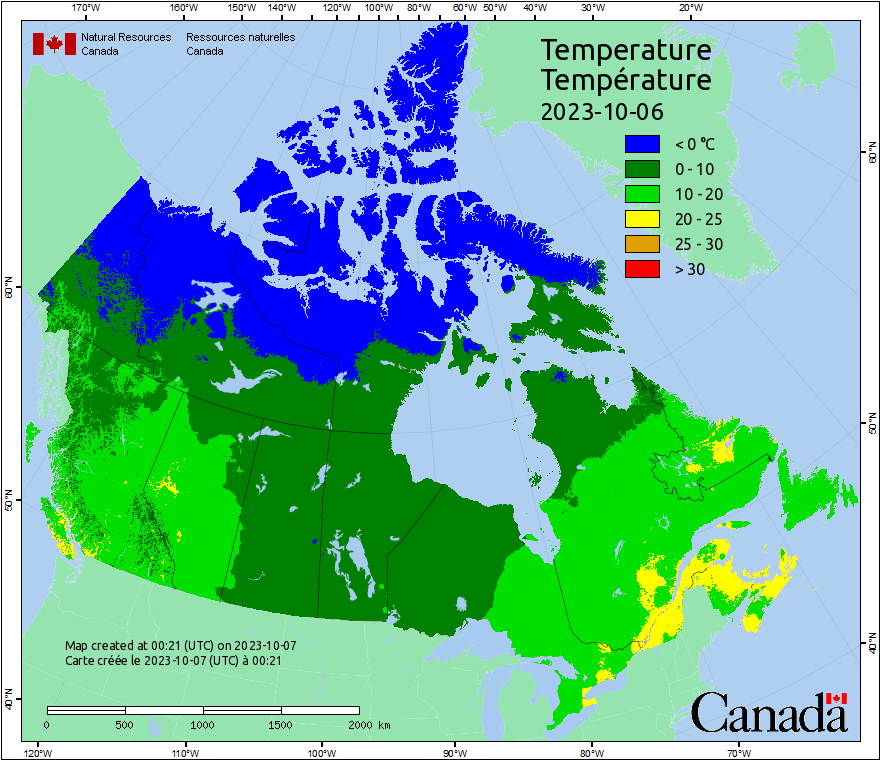 170°W 160°W 150°W 140°W 120°W 100°W 80°W 60°W 50°W 40°W 30°W 20°W
Natural Resources Ressources naturelles
Canada Canada
Temperature
Température
2023-10-06
< 0 °C
0 - 10
10 - 20
20 - 25
25 - 30
> 30
60°N
60°N
50°N
50°N
40°N
40°N
Map created at 00:21 (UTC) on 2023-10-07
Carte créée le 2023-10-07 (UTC) à 00:21
0 500 1000 1500 2000 km
Canada
120°W 110°W 100°W 90°W 80°W 70°W